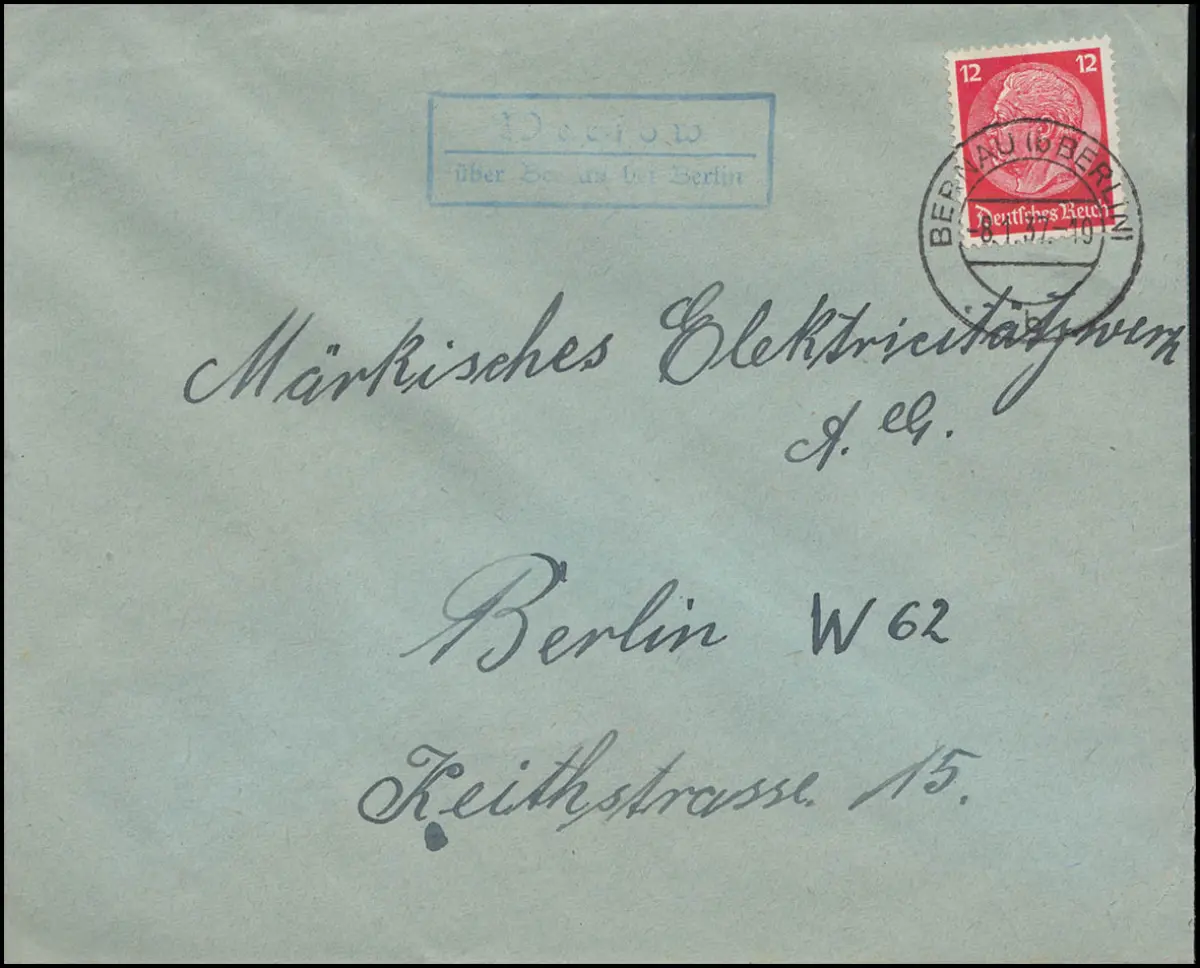 über Bernau bei Berlin
12 12
Deutsches Reich
BERNAU (b BERLIN)
-8.1.37.-19
b
Märkisches Elektricitätswerk
A. G.
Berlin W 62
Keithstrasse 15.